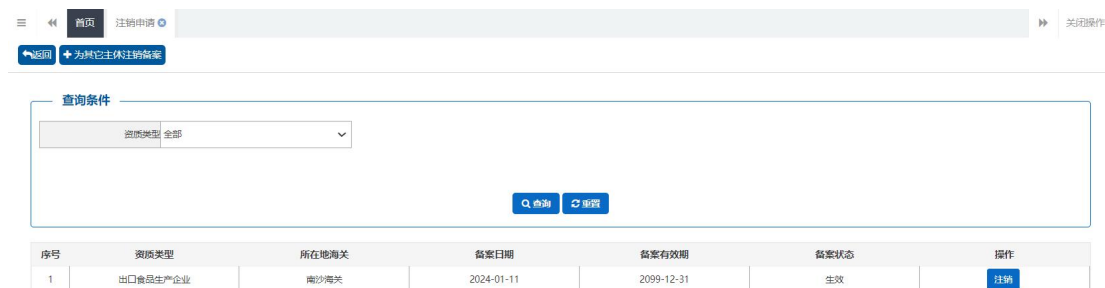 首页 注销申请 关闭操作
返回 为其它主体注销备案
查询条件
资质类型 全部
查询 重置
序号 资质类型 所在地海关 备案日期 备案有效期 备案状态 操作
1 出口食品生产企业 南沙海关 2024-01-11 2099-12-31 生效 注销